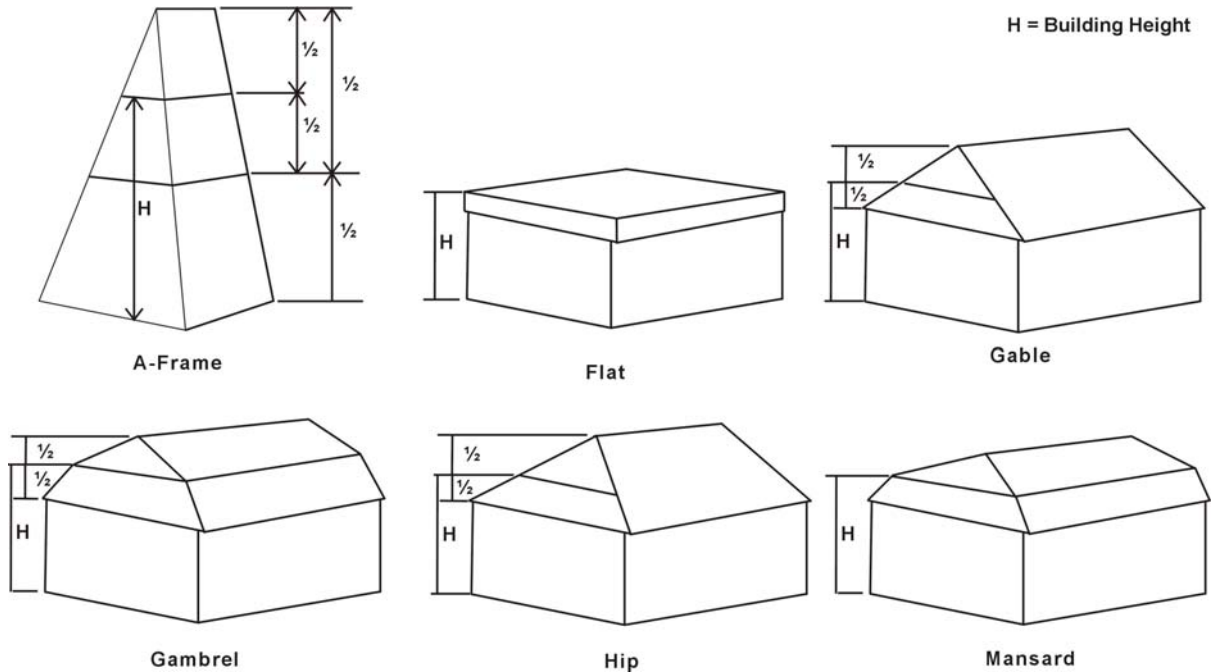 H = Building Height
½
½
½
½
H
A-Frame
H
Flat
½
½
H
Gable
½
½
H
Gambrel
½
½
H
Hip
H
Mansard